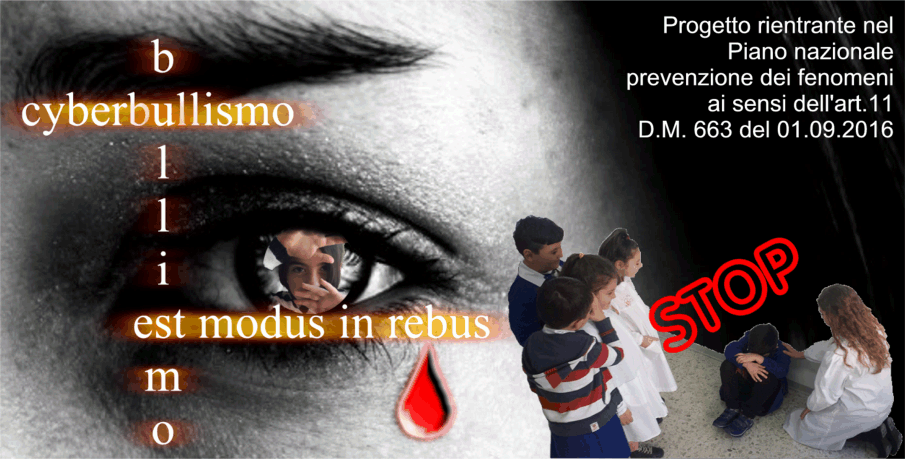 b
cyberbullismo
l
l
i
est modus in rebus
m
o
Progetto rientrante nel
Piano nazionale
prevenzione dei fenomeni
ai sensi dell'art.11
D.M. 663 del 01.09.2016
STOP